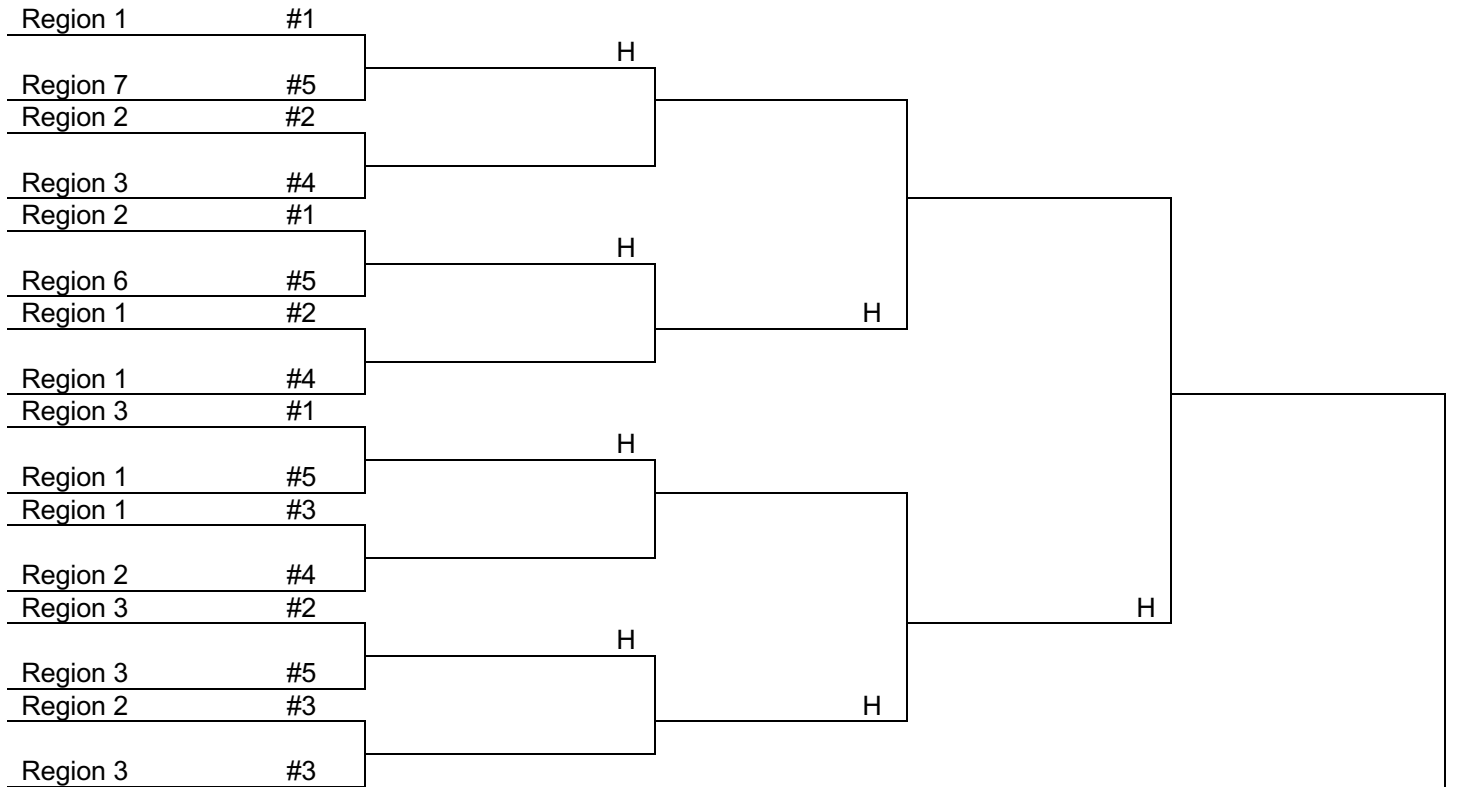 Region 1 #1
H
Region 7 #5
Region 2 #2
Region 3 #4
Region 2 #1
H
Region 6 #5
Region 1 #2
H
Region 1 #4
Region 3 #1
H
Region 1 #5
Region 1 #3
Region 2 #4
Region 3 #2
H
H
Region 3 #5
Region 2 #3
H
Region 3 #3